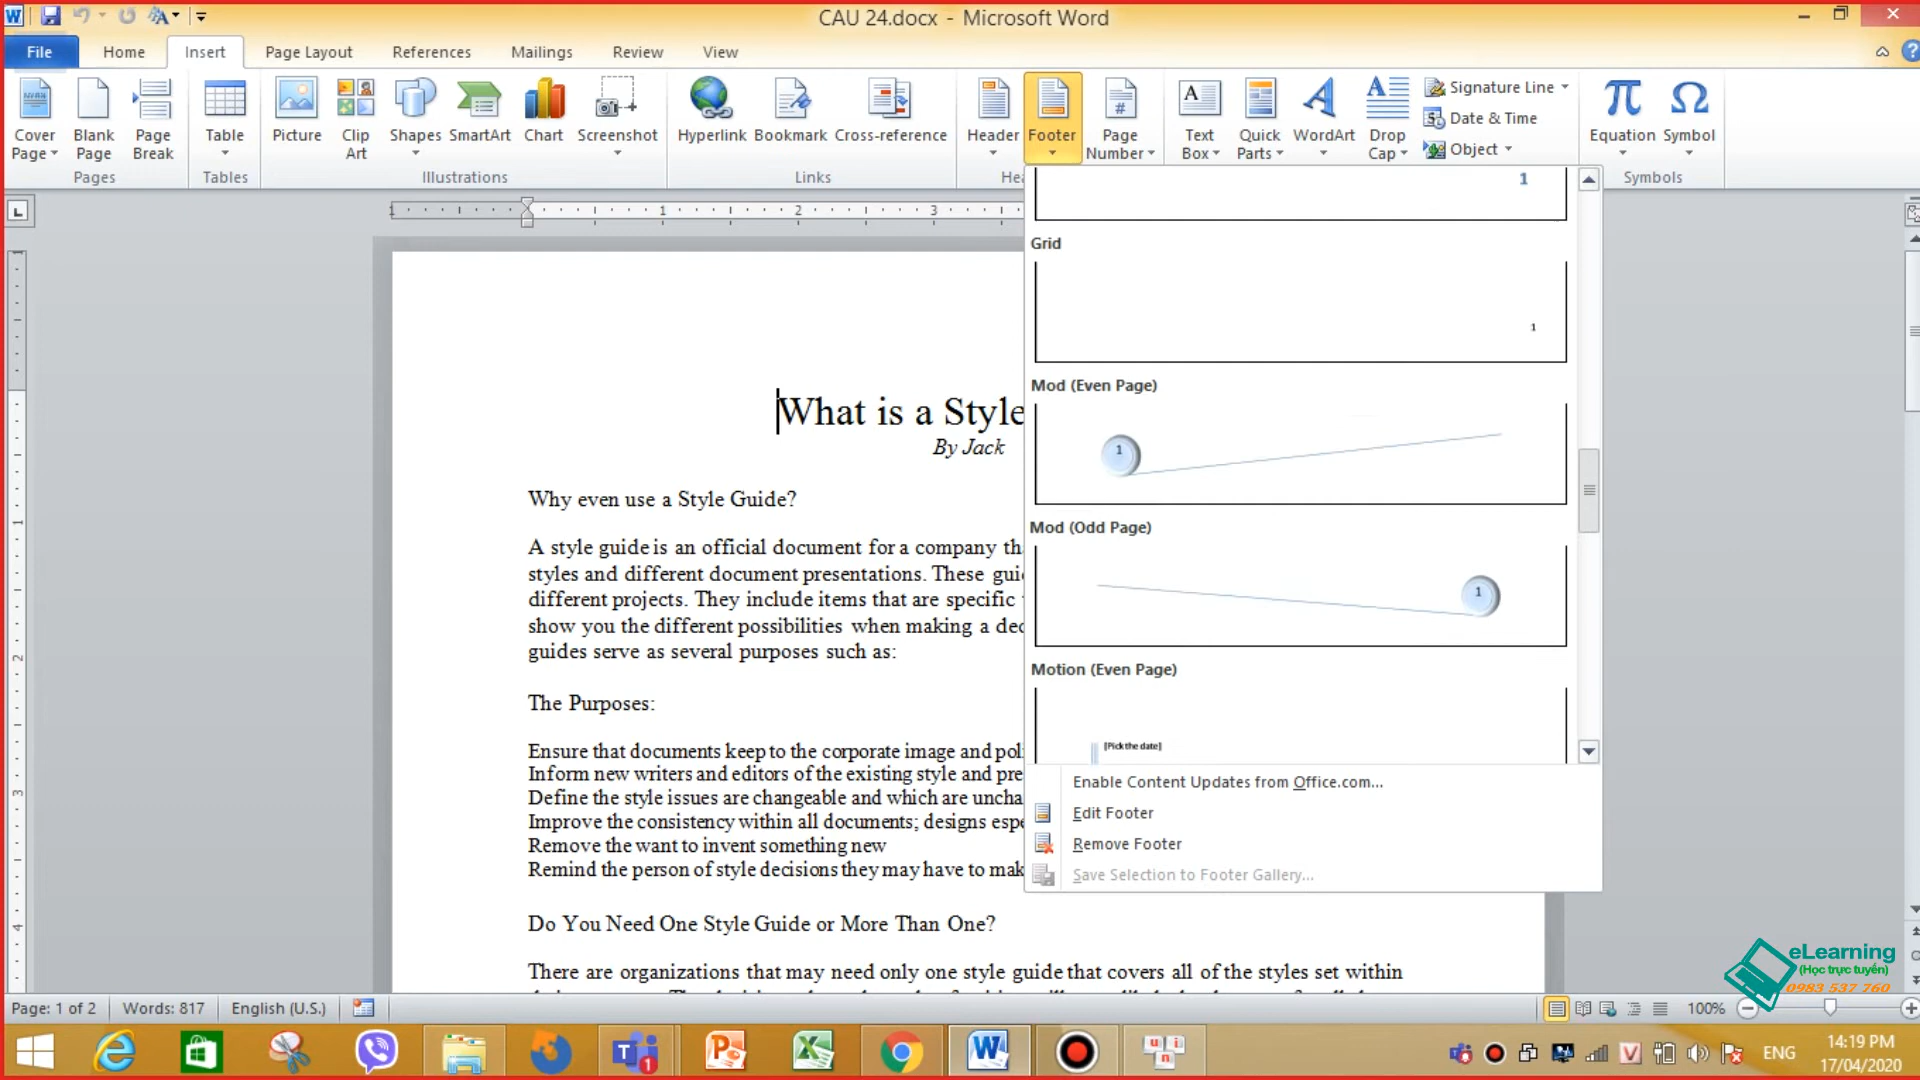 CAU 24.docx - Microsoft Word
File Home Insert Page Layout References Mailings Review View
Cover Page
Blank Page
Page Break
Table
Picture
Clip Art
Shapes
SmartArt
Chart
Screenshot
Hyperlink
Bookmark
Cross-reference
Header
Footer
Page Number
Text Box
Quick Parts
WordArt
Drop Cap
Signature Line
Date & Time
Object
Equation
Symbol
Pages
Tables
Illustrations
Links
Symbols
1 1 2 3
1
Grid
1
Mod (Even Page)
1
Mod (Odd Page)
1
Motion (Even Page)
[Pick the date]
Enable Content Updates from Office.com...
Edit Footer
Remove Footer
Save Selection to Footer Gallery...
What is a Style
By Jack
Why even use a Style Guide?
A style guide is an official document for a company
styles and different document presentations. These
different projects. They include items that are specific
show you the different possibilities when making a
guides serve as several purposes such as:
The Purposes:
Ensure that documents keep to the corporate image and
Inform new writers and editors of the existing style and
Define the style issues are changeable and which are
Improve the consistency within all documents; designs
Remove the want to invent something new
Remind the person of style decisions they may have to
Do You Need One Style Guide or More Than One?
There are organizations that may need only one style guide that covers all of the styles set within
eLearning
(Học trực tuyến)
0983 537 760
Page: 1 of 2 Words: 817 English (U.S.) 100%
ENG
14:19 PM
17/04/2020